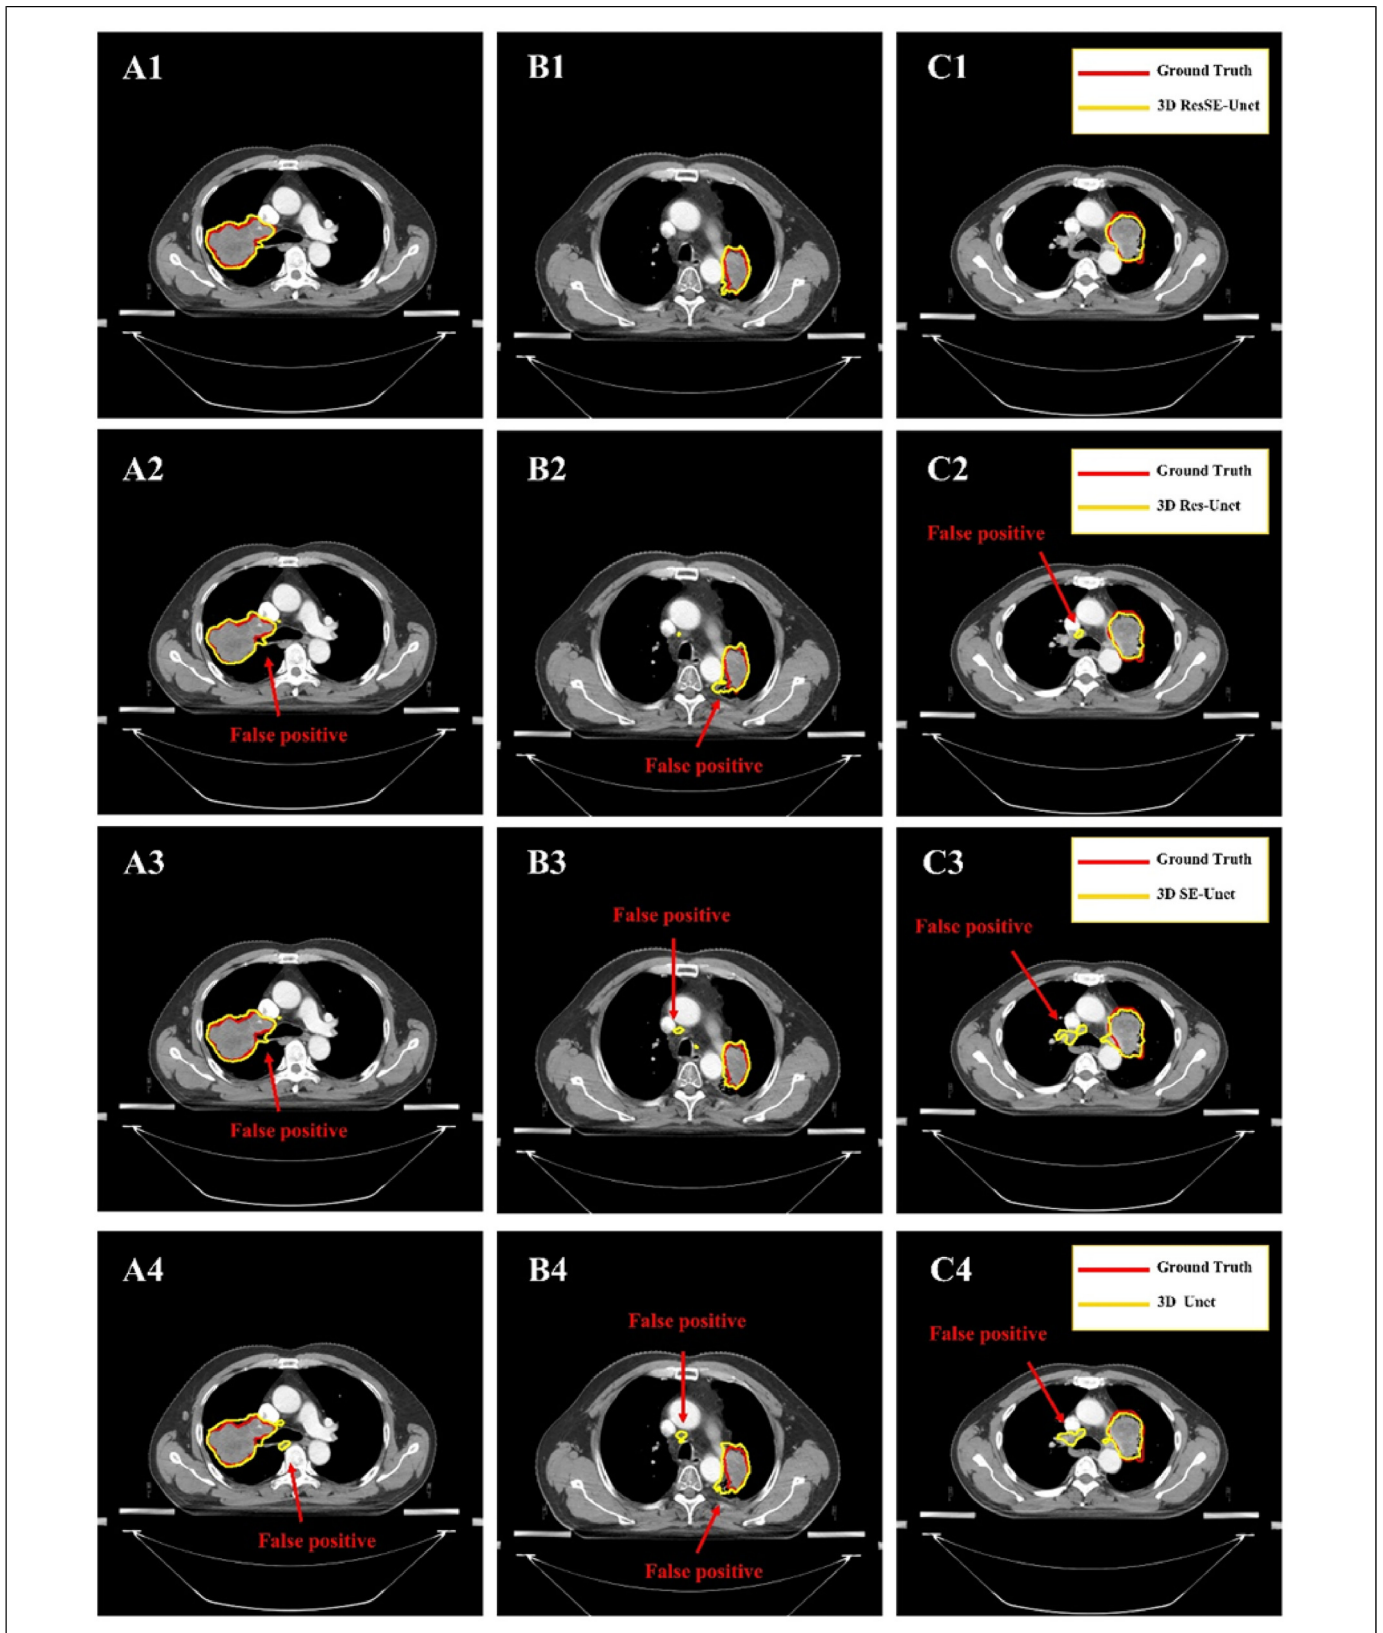 A1
B1
C1
Ground Truth
3D ResSE-Unet
A2
B2
C2
Ground Truth
3D Res-Unet
False positive
False positive
False positive
A3
B3
C3
Ground Truth
3D SE-Unet
False positive
False positive
False positive
A4
B4
C4
Ground Truth
3D Unet
False positive
False positive
False positive
False positive